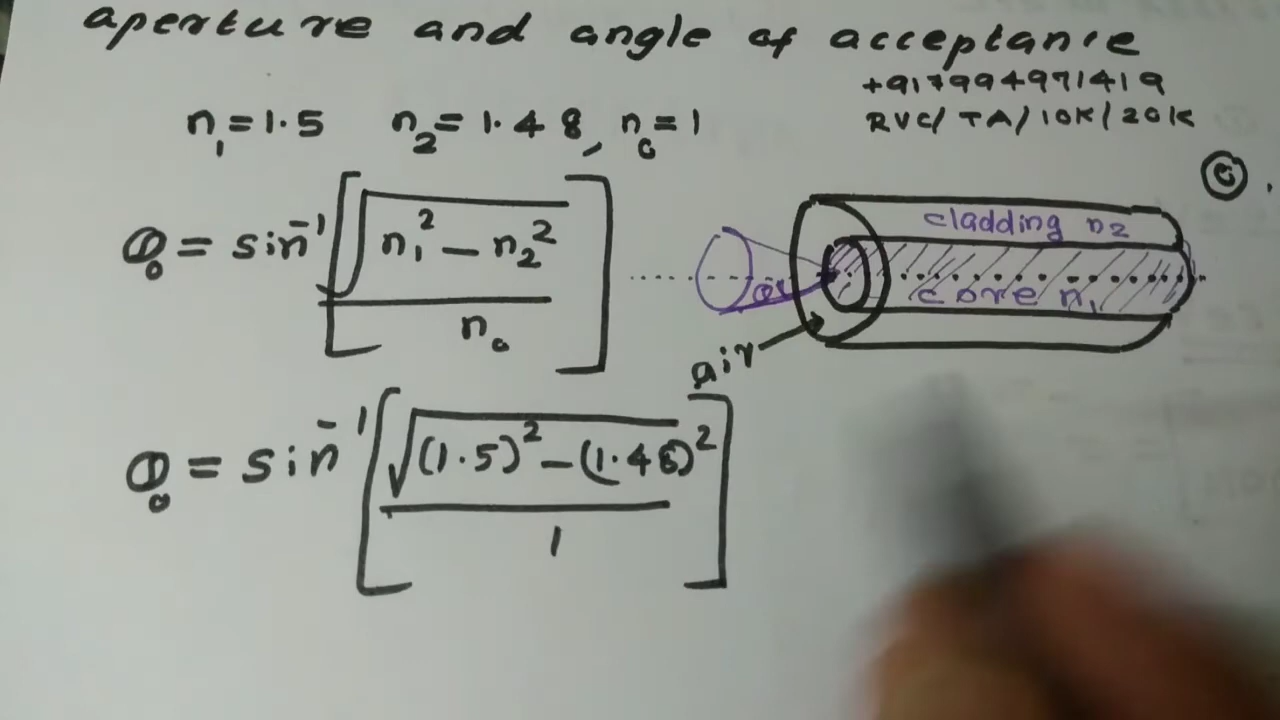 aperture and angle of acceptance
+917994971419
n₁ = 1.5 n₂ = 1.48, n₀ = 1
RVC/TA/10K/20K
©.
θ₀ = sin⁻¹ [√(n₁² − n₂²) / n₀]
cladding n2
core n₁
air
θ₀ = sin⁻¹ [√((1.5)² − (1.48)²) / 1]